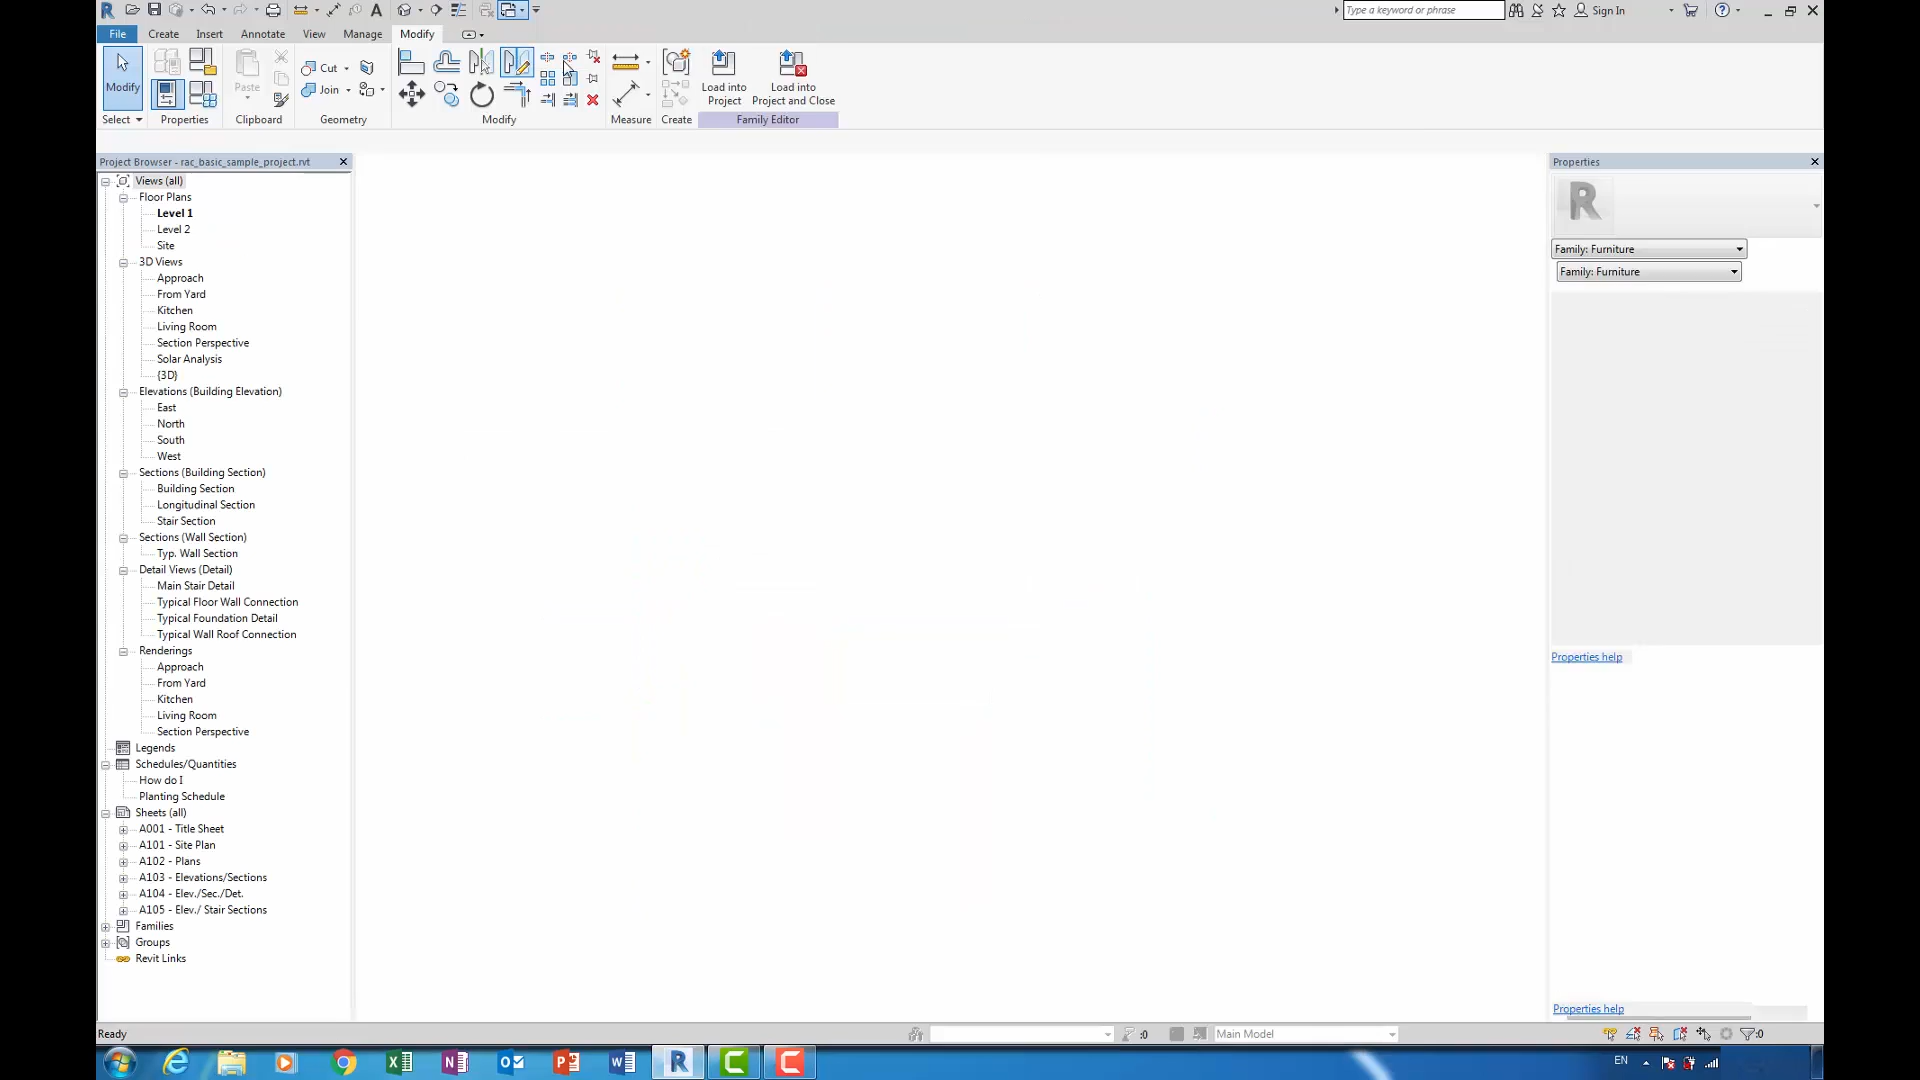 Type a keyword or phrase
Sign In
File Create Insert Annotate View Manage Modify
Modify
Paste
Cut
Join
Load into Project
Load into Project and Close
Select Properties Clipboard Geometry Modify Measure Create Family Editor
Project Browser - rac_basic_sample_project.rvt
Views (all)
Floor Plans
Level 1
Level 2
Site
3D Views
Approach
From Yard
Kitchen
Living Room
Section Perspective
Solar Analysis
{3D}
Elevations (Building Elevation)
East
North
South
West
Sections (Building Section)
Building Section
Longitudinal Section
Stair Section
Sections (Wall Section)
Typ. Wall Section
Detail Views (Detail)
Main Stair Detail
Typical Floor Wall Connection
Typical Foundation Detail
Typical Wall Roof Connection
Renderings
Approach
From Yard
Kitchen
Living Room
Section Perspective
Legends
Schedules/Quantities
How do I
Planting Schedule
Sheets (all)
A001 - Title Sheet
A101 - Site Plan
A102 - Plans
A103 - Elevations/Sections
A104 - Elev./Sec./Det.
A105 - Elev./ Stair Sections
Families
Groups
Revit Links
Properties
Family: Furniture
Family: Furniture
Properties help
Properties help
Ready
:0
Main Model
:0
EN